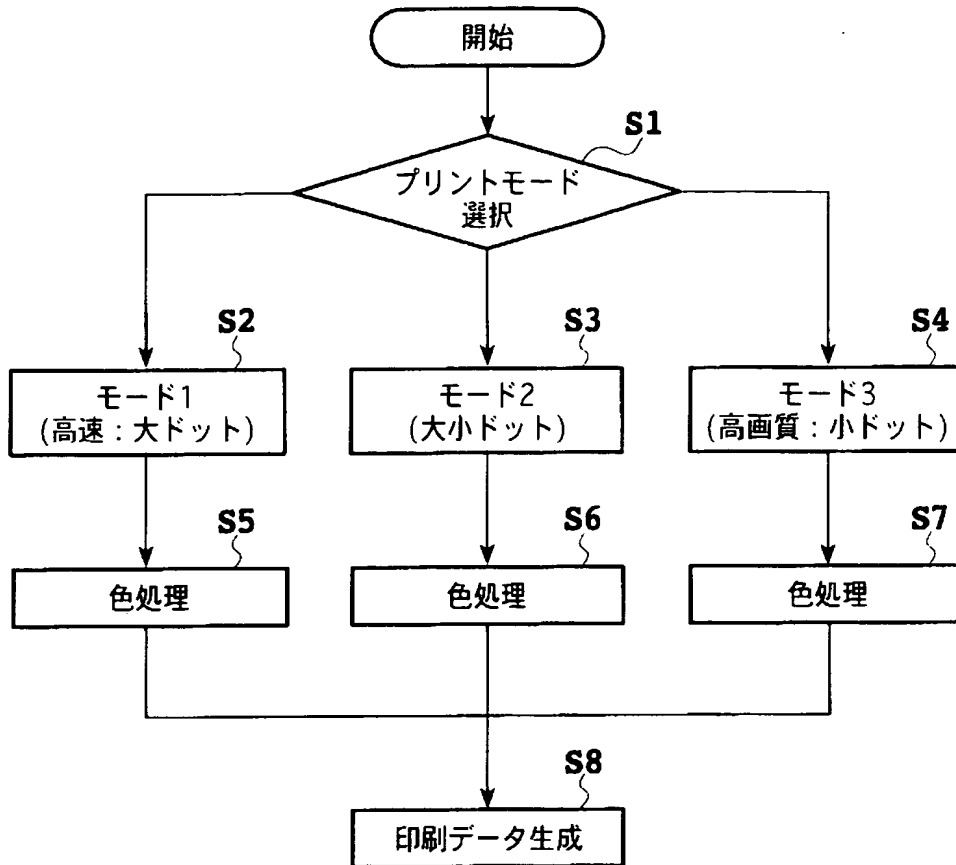 開始
S1
プリントモード
選択
S2
S3
S4
モード1
(高速：大ドット)
モード2
(大小ドット)
モード3
(高画質：小ドット)
S5
S6
S7
色処理
色処理
色処理
S8
印刷データ生成